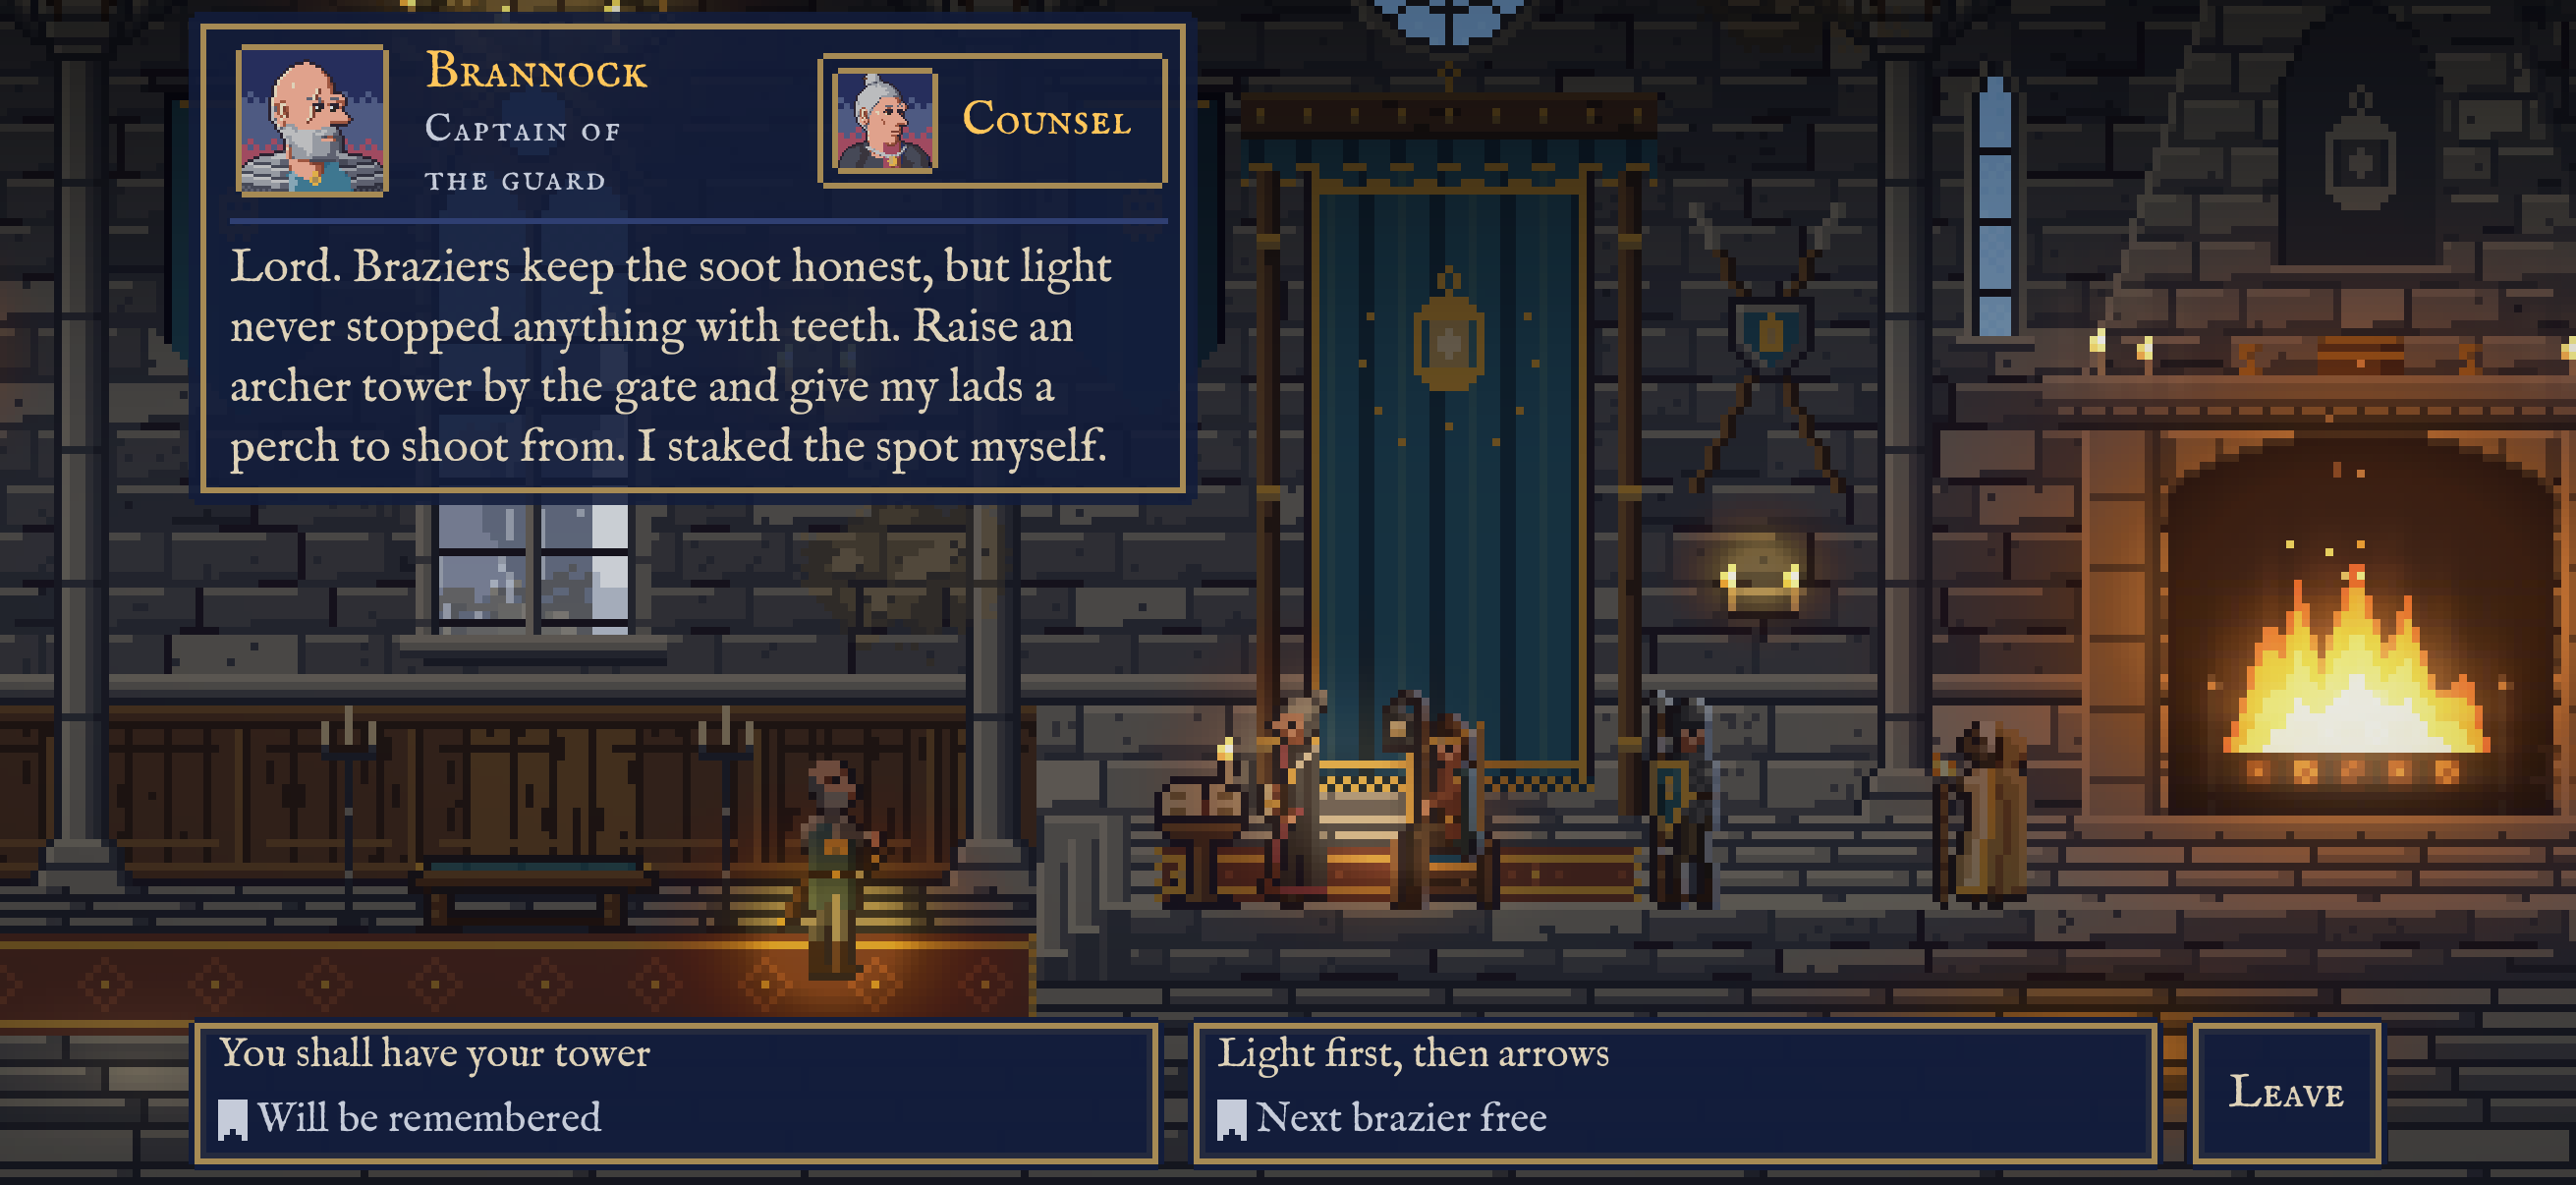 Brannock
Captain of
the guard
Counsel
Lord. Braziers keep the soot honest, but light
never stopped anything with teeth. Raise an
archer tower by the gate and give my lads a
perch to shoot from. I staked the spot myself.
You shall have your tower
Will be remembered
Light first, then arrows
Next brazier free
Leave